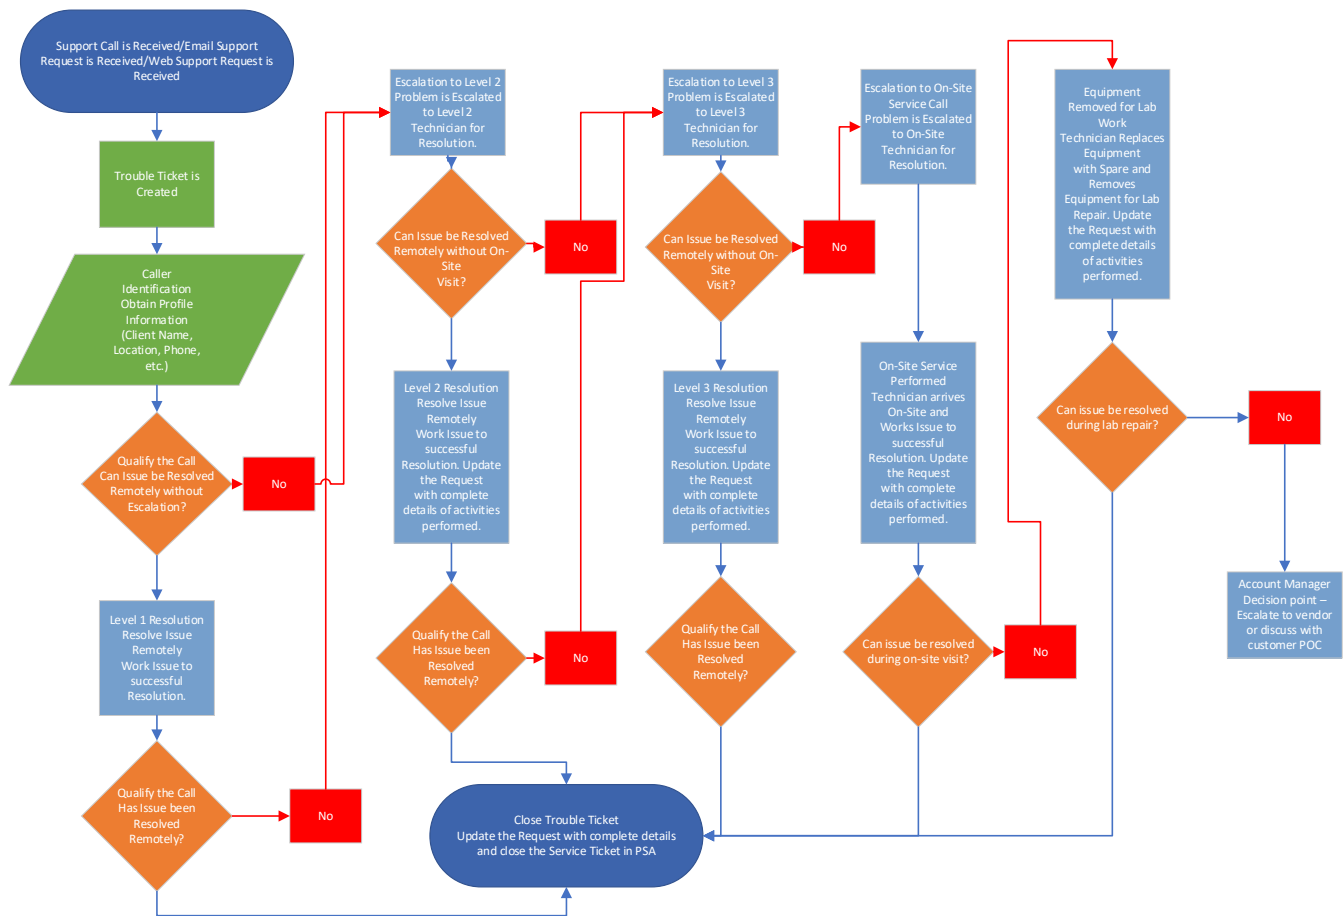 Support Call is Received/Email Support
Request is Received/Web Support Request is
Received
Trouble Ticket is
Created
Caller
Identification
Obtain Profile
Information
(Client Name,
Location, Phone,
etc.)
Qualify the Call
Can Issue be Resolved
Remotely without
Escalation?
No
Level 1 Resolution
Resolve Issue
Remotely
Work Issue to
successful
Resolution.
Qualify the Call
Has Issue been
Resolved
Remotely?
No
Escalation to Level 2
Problem is Escalated
to Level 2
Technician for
Resolution.
Can Issue be Resolved
Remotely without On-
Site
Visit?
No
Level 2 Resolution
Resolve Issue
Remotely
Work Issue to
successful
Resolution. Update
the Request
with complete
details of activities
performed.
Qualify the Call
Has Issue been
Resolved
Remotely?
No
Escalation to Level 3
Problem is Escalated
to Level 3
Technician for
Resolution.
Can Issue be Resolved
Remotely without On-
Site
Visit?
No
Level 3 Resolution
Resolve Issue
Remotely
Work Issue to
successful
Resolution. Update
the Request
with complete
details of activities
performed.
Qualify the Call
Has Issue been
Resolved
Remotely?
Escalation to On-Site
Service Call
Problem is Escalated
to On-Site
Technician for
Resolution.
On-Site Service
Performed
Technician arrives
On-Site and
Works Issue to
successful
Resolution. Update
the Request
with complete
details of activities
performed.
Can issue be resolved
during on-site visit?
No
Equipment
Removed for Lab
Work
Technician Replaces
Equipment
with Spare and
Removes
Equipment for Lab
Repair. Update
the Request with
complete details
of activities
performed.
Can issue be resolved
during lab repair?
No
Account Manager
Decision point –
Escalate to vendor
or discuss with
customer POC
Close Trouble Ticket
Update the Request with complete details
and close the Service Ticket in PSA